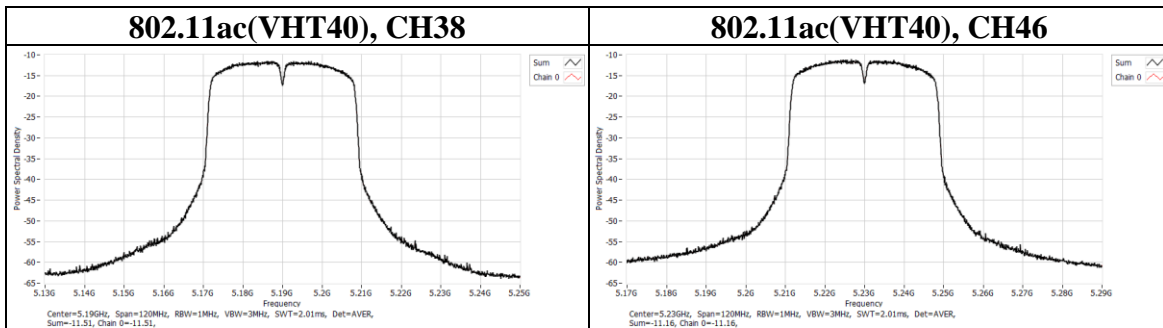 802.11ac(VHT40), CH38
Sum
Chain 0
Power Spectral Density
-10
-15
-20
-25
-30
-35
-40
-45
-50
-55
-60
-65
5.13G 5.14G 5.15G 5.16G 5.17G 5.18G 5.19G 5.2G 5.21G 5.22G 5.23G 5.24G 5.25G
Frequency
Center=5.19GHz, Span=120MHz, RBW=1MHz, VBW=3MHz, SWT=2.01ms, Det=AVER,
Sum=-11.51, Chain 0=-11.51,
802.11ac(VHT40), CH46
Sum
Chain 0
Power Spectral Density
-10
-15
-20
-25
-30
-35
-40
-45
-50
-55
-60
-65
5.17G 5.18G 5.19G 5.2G 5.21G 5.22G 5.23G 5.24G 5.25G 5.26G 5.27G 5.28G 5.29G
Frequency
Center=5.23GHz, Span=120MHz, RBW=1MHz, VBW=3MHz, SWT=2.01ms, Det=AVER,
Sum=-11.16, Chain 0=-11.16,